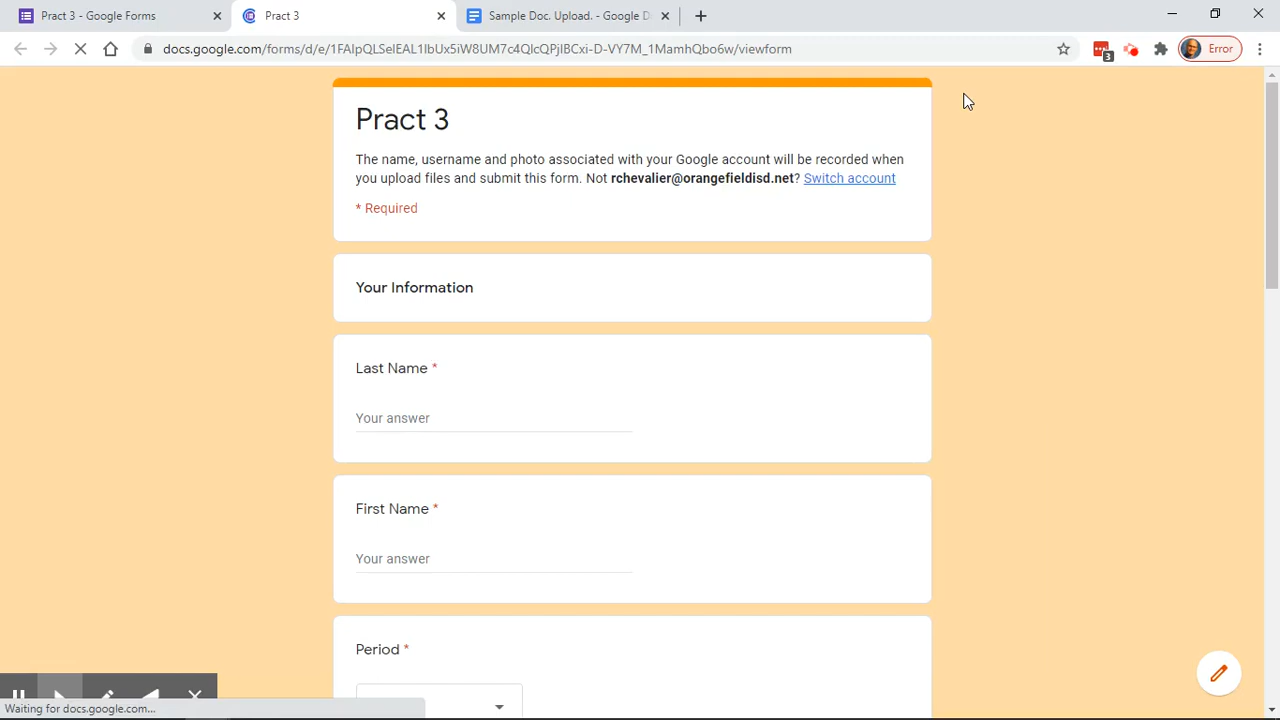 Pract 3 - Google Forms
Pract 3
Sample Doc. Upload. - Google D
docs.google.com/forms/d/e/1FAIpQLSelEAL1IbUx5iW8UM7c4QlcQPjIBCxi-D-VY7M_1MamhQbo6w/viewform
3
Error
Pract 3
The name, username and photo associated with your Google account will be recorded when
you upload files and submit this form. Not rchevalier@orangefieldisd.net? Switch account
* Required
Your Information
Last Name *
Your answer
First Name *
Your answer
Period *
Waiting for docs.google.com...